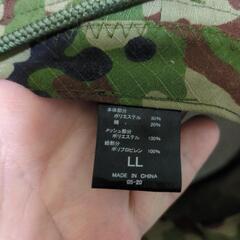 本体部分
ポリエステル 80%
綿 20%
メッシュ部分
ポリエステル 100%
紐部分
ポリプロピレン 100%
LL
MADE IN CHINA
05-20